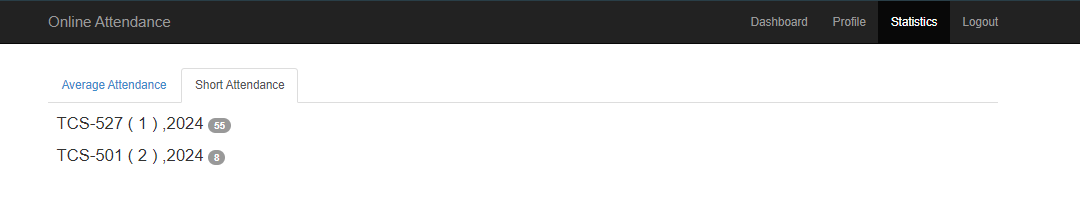 Online Attendance Dashboard Profile Statistics Logout
Average Attendance Short Attendance
TCS-527 ( 1 ) ,2024 55
TCS-501 ( 2 ) ,2024 8